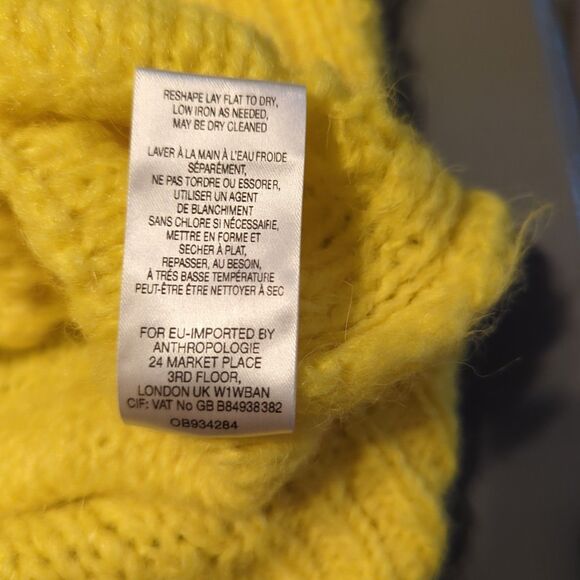 RESHAPE LAY FLAT TO DRY,
LOW IRON AS NEEDED,
MAY BE DRY CLEANED
LAVER À LA MAIN À L'EAU FROIDE
SÉPARÉMENT,
NE PAS TORDRE OU ESSORER,
UTILISER UN AGENT
DE BLANCHIMENT
SANS CHLORE SI NÉCESSAIFIE,
METTRE EN FORME ET
SECHER À PLAT,
REPASSER, AU BESOIN,
À TRÉS BASSE TEMPÉRATURE
PEUT-ÊTRE ÊTRE NETTOYER À SEC
FOR EU-IMPORTED BY
ANTHROPOLOGIE
24 MARKET PLACE
3RD FLOOR,
LONDON UK W1WBAN
CIF: VAT No GB B84938382
OB934284